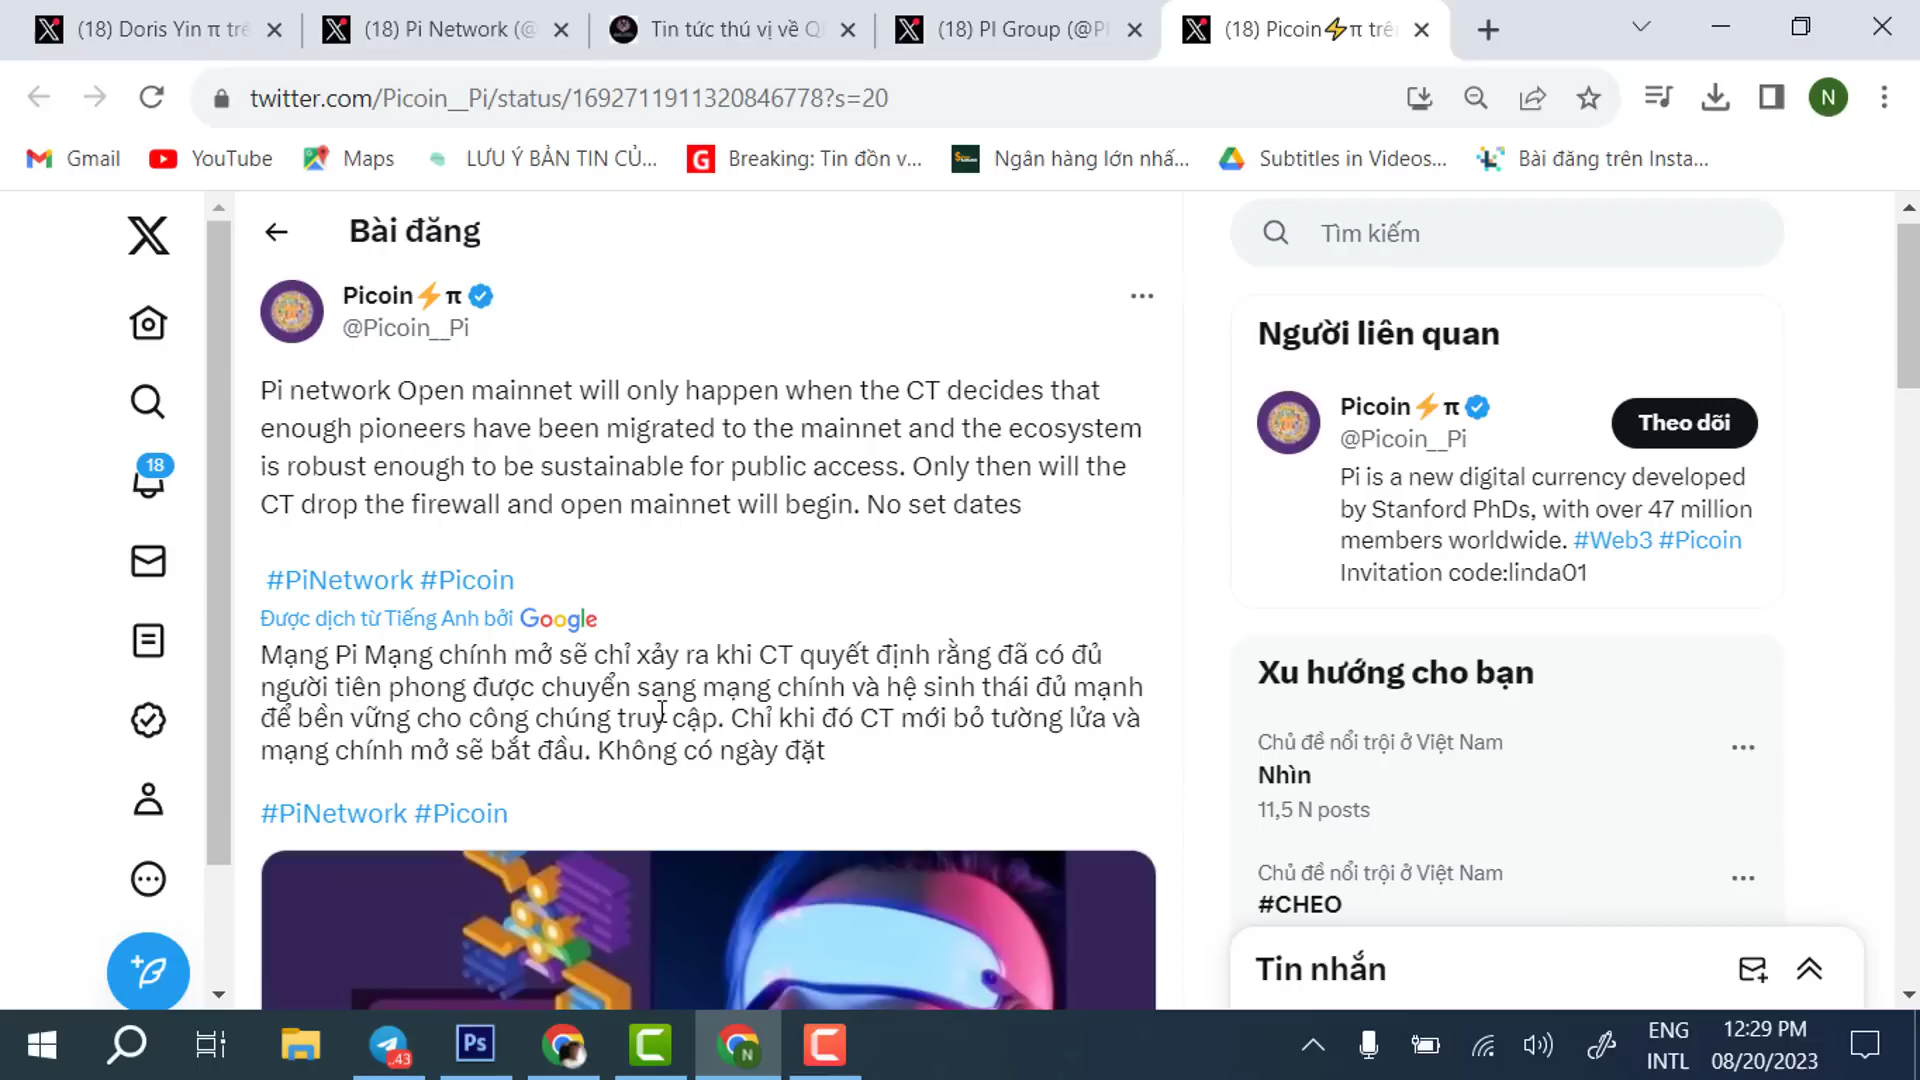 (18) Doris Yin π trê
(18) Pi Network (@
Tin tức thú vị về Q
(18) PI Group (@P
(18) Picoin⚡π trê
twitter.com/Picoin__Pi/status/1692711911320846778?s=20
N
Gmail
YouTube
Maps
LƯU Ý BẢN TIN CỦ...
Breaking: Tin đồn v...
Ngân hàng lớn nhấ...
Subtitles in Videos...
Bài đăng trên Insta...
Bài đăng
Tìm kiếm
Picoin⚡π
@Picoin__Pi
Pi network Open mainnet will only happen when the CT decides that
enough pioneers have been migrated to the mainnet and the ecosystem
is robust enough to be sustainable for public access. Only then will the
CT drop the firewall and open mainnet will begin. No set dates
#PiNetwork #Picoin
Được dịch từ Tiếng Anh bởi Google
Mạng Pi Mạng chính mở sẽ chỉ xảy ra khi CT quyết định rằng đã có đủ
người tiên phong được chuyển sang mạng chính và hệ sinh thái đủ mạnh
để bền vững cho công chúng truy cập. Chỉ khi đó CT mới bỏ tường lửa và
mạng chính mở sẽ bắt đầu. Không có ngày đặt
#PiNetwork #Picoin
18
Người liên quan
Picoin⚡π
@Picoin__Pi
Theo dõi
Pi is a new digital currency developed
by Stanford PhDs, with over 47 million
members worldwide. #Web3 #Picoin
Invitation code:linda01
Xu hướng cho bạn
Chủ đề nổi trội ở Việt Nam
Nhìn
11,5 N posts
Chủ đề nổi trội ở Việt Nam
#CHEO
Tin nhắn
..43
Ps
N
ENG
INTL
12:29 PM
08/20/2023